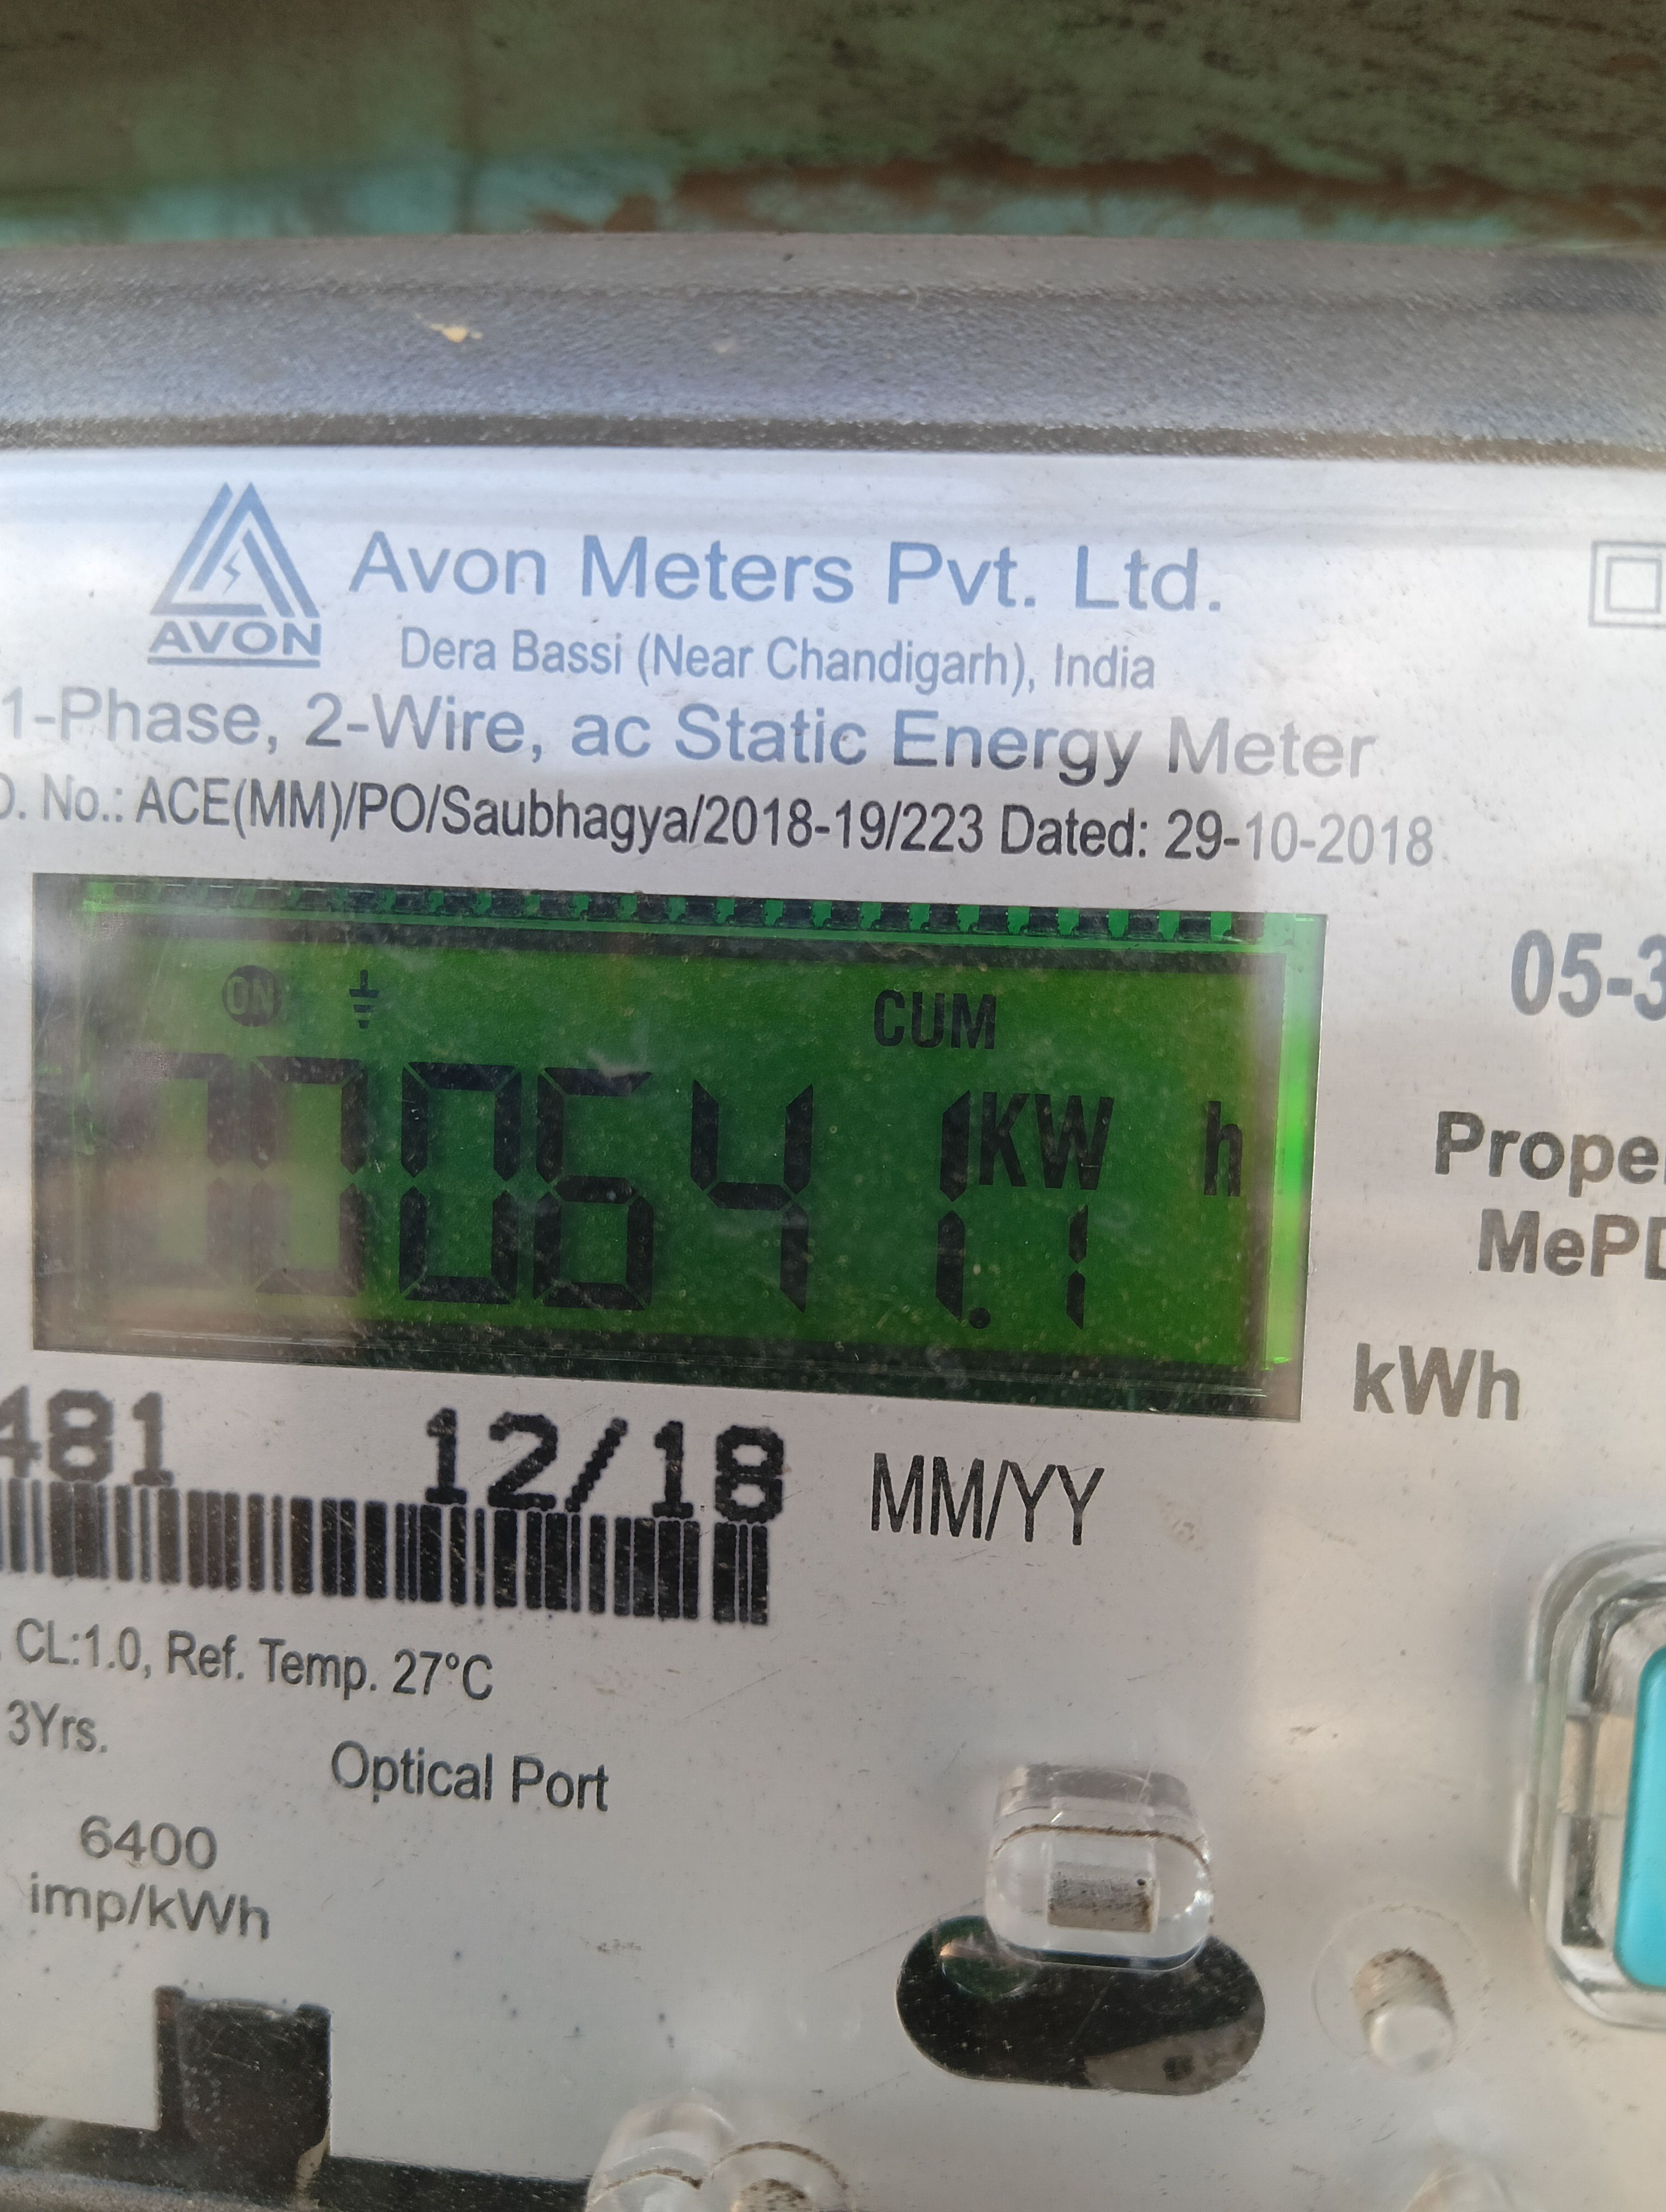 AVON
Avon Meters Pvt. Ltd.
Dera Bassi (Near Chandigarh), India
1-Phase, 2-Wire, ac Static Energy Meter
O. No.: ACE(MM)/PO/Saubhagya/2018-19/223 Dated: 29-10-2018
05-3
ON CUM
000641.1 KW h
Prope
MePD
kWh
481 12/18 MM/YY
CL:1.0, Ref. Temp. 27°C
3Yrs.
Optical Port
6400
imp/kWh